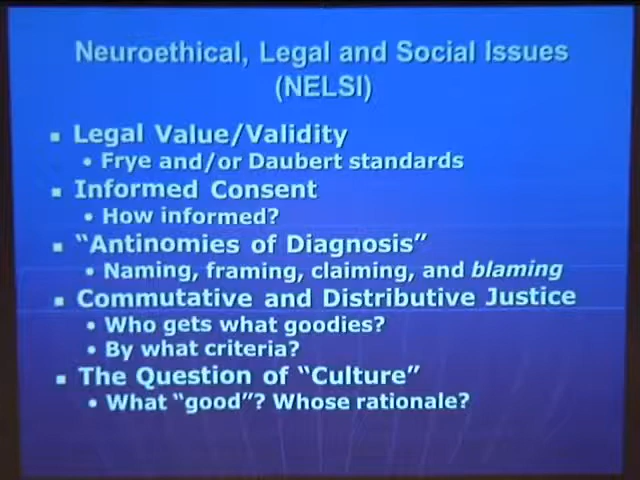 Neuroethical, Legal and Social Issues
(NELSI)
▪ Legal Value/Validity
• Frye and/or Daubert standards
▪ Informed Consent
• How informed?
▪ “Antinomies of Diagnosis”
• Naming, framing, claiming, and blaming
▪ Commutative and Distributive Justice
• Who gets what goodies?
• By what criteria?
▪ The Question of “Culture”
• What “good”? Whose rationale?